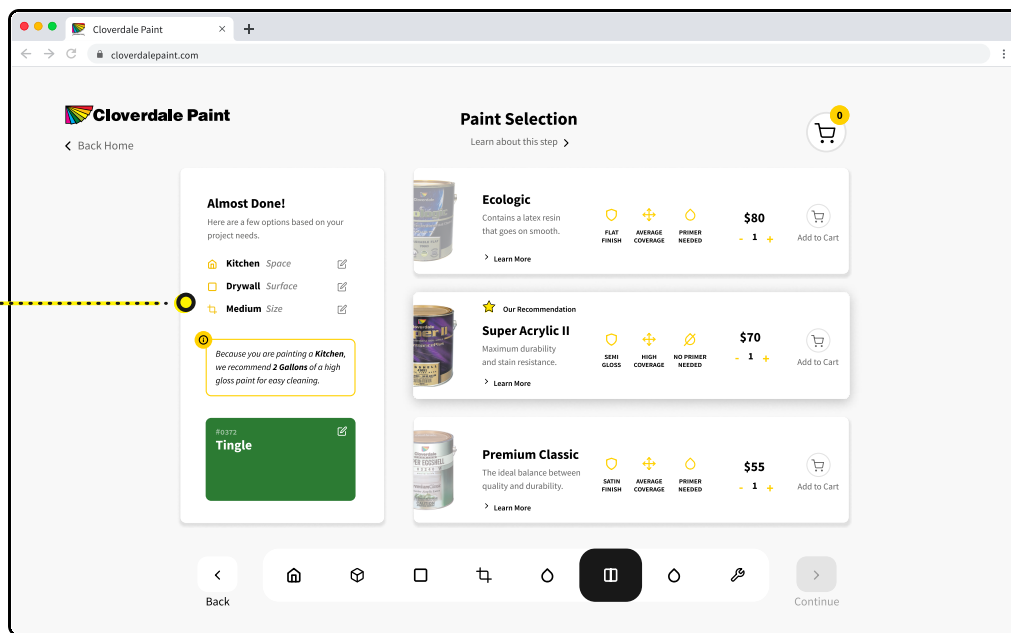 Cloverdale Paint
cloverdalepaint.com
Cloverdale Paint
Back Home
Paint Selection
Learn about this step
0
Almost Done!
Here are a few options based on your
project needs.
Kitchen Space
Drywall Surface
Medium Size
Because you are painting a Kitchen,
we recommend 2 Gallons of a high
gloss paint for easy cleaning.
#0372
Tingle
Ecologic
Contains a latex resin
that goes on smooth.
Learn More
FLAT
FINISH
AVERAGE
COVERAGE
PRIMER
NEEDED
$80
- 1 +
Add to Cart
Our Recommendation
Super Acrylic II
Maximum durability
and stain resistance.
Learn More
SEMI
GLOSS
HIGH
COVERAGE
NO PRIMER
NEEDED
$70
- 1 +
Add to Cart
Premium Classic
The ideal balance between
quality and durability.
Learn More
SATIN
FINISH
AVERAGE
COVERAGE
PRIMER
NEEDED
$55
- 1 +
Add to Cart
Back
Continue